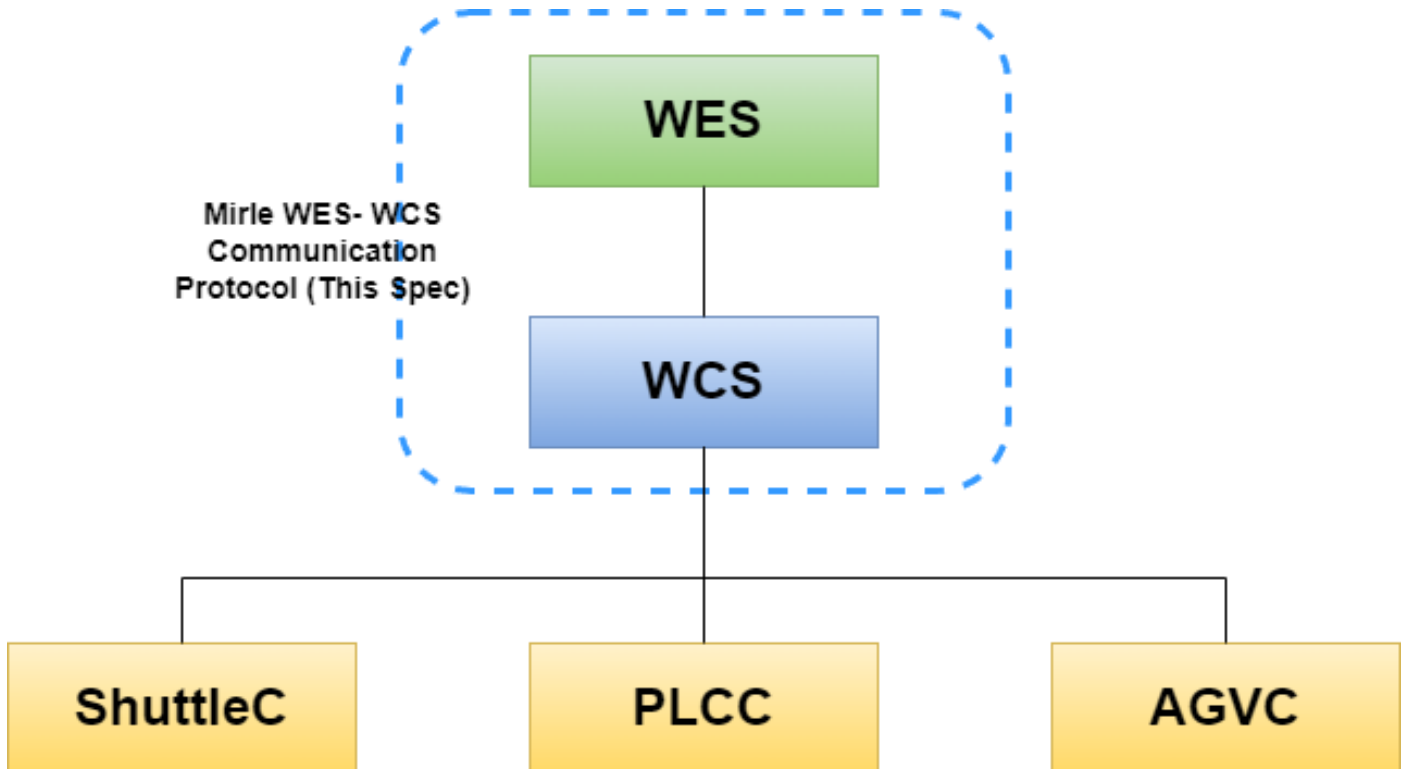 WES
Mirle WES- WCS
Communication
Protocol (This Spec)
WCS
ShuttleC
PLCC
AGVC